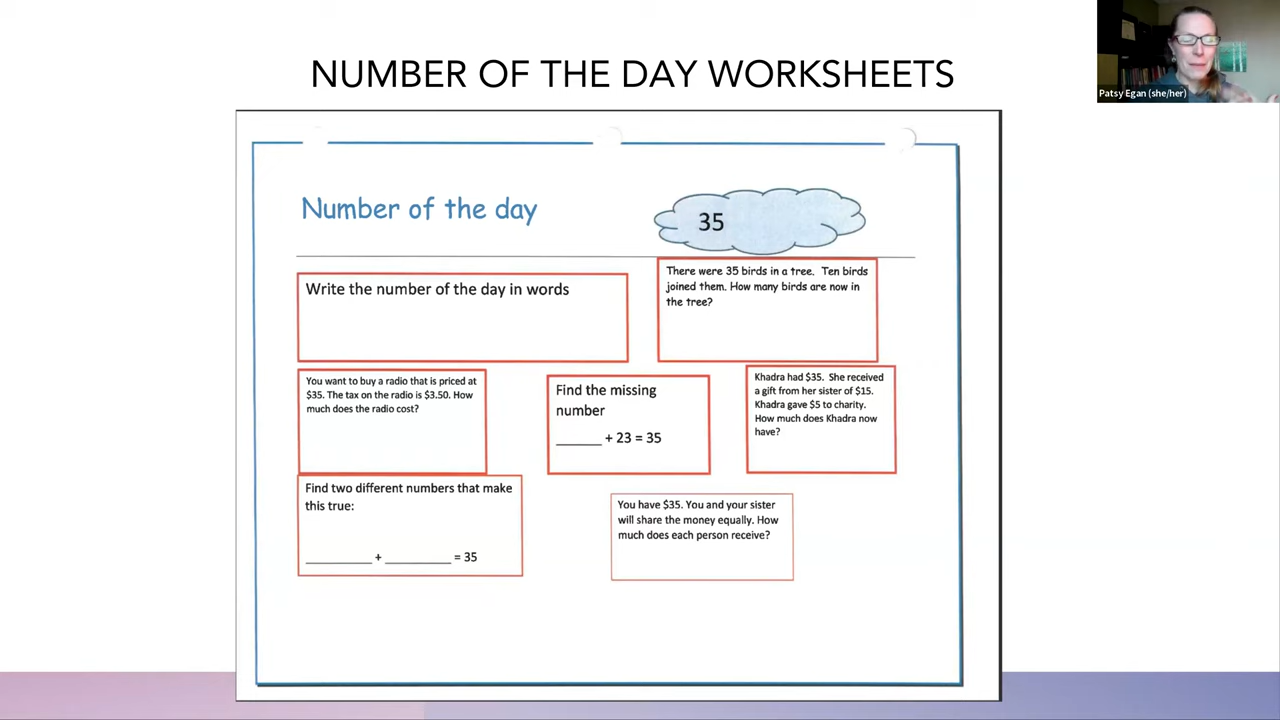 NUMBER OF THE DAY WORKSHEETS
Patsy Egan (she/her)
Number of the day
35
Write the number of the day in words
There were 35 birds in a tree. Ten birds
joined them. How many birds are now in
the tree?
You want to buy a radio that is priced at
$35. The tax on the radio is $3.50. How
much does the radio cost?
Find the missing
number
______ + 23 = 35
Khadra had $35. She received
a gift from her sister of $15.
Khadra gave $5 to charity.
How much does Khadra now
have?
Find two different numbers that make
this true:
__________ + __________ = 35
You have $35. You and your sister
will share the money equally. How
much does each person receive?